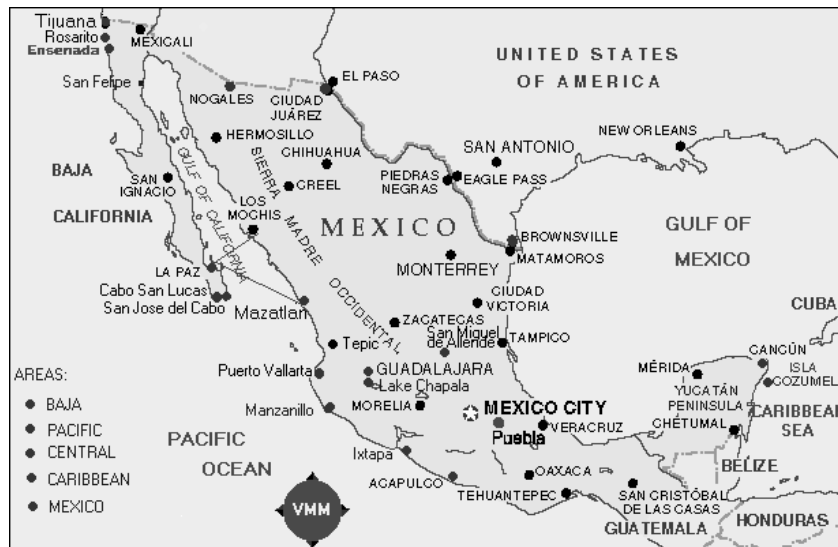 Tijuana
Rosarito
Ensenada
MEXICALI
San Felipe
NOGALES
CIUDAD
JUÁREZ
EL PASO
UNITED STATES
OF AMERICA
HERMOSILLO
CHIHUAHUA
CREEL
SAN ANTONIO
NEW ORLEANS
PIEDRAS
NEGRAS
EAGLE PASS
BAJA
CALIFORNIA
SAN
IGNACIO
GULF OF CALIFORNIA
LOS
MOCHIS
SIERRA MADRE OCCIDENTAL
MEXICO
GULF OF
MEXICO
BROWNSVILLE
MATAMOROS
MONTERREY
LA PAZ
Cabo San Lucas
San Jose del Cabo
Mazatlan
CIUDAD
VICTORIA
ZACATECAS
San Miguel
de Allende
TAMPICO
CUBA
Tepic
Puerto Vallarta
GUADALAJARA
Lake Chapala
MÉRIDA
CANCÚN
ISLA
COZUMEL
YUCATÁN
PENINSULA
CHÉTUMAL
CARIBBEAN
SEA
Manzanillo
MORELIA
MEXICO CITY
Puebla
VERACRUZ
BELIZE
PACIFIC
OCEAN
Ixtapa
ACAPULCO
OAXACA
TEHUANTEPEC
SAN CRISTÓBAL
DE LAS CASAS
GUATEMALA
HONDURAS
AREAS:
BAJA
PACIFIC
CENTRAL
CARIBBEAN
MEXICO
VMM